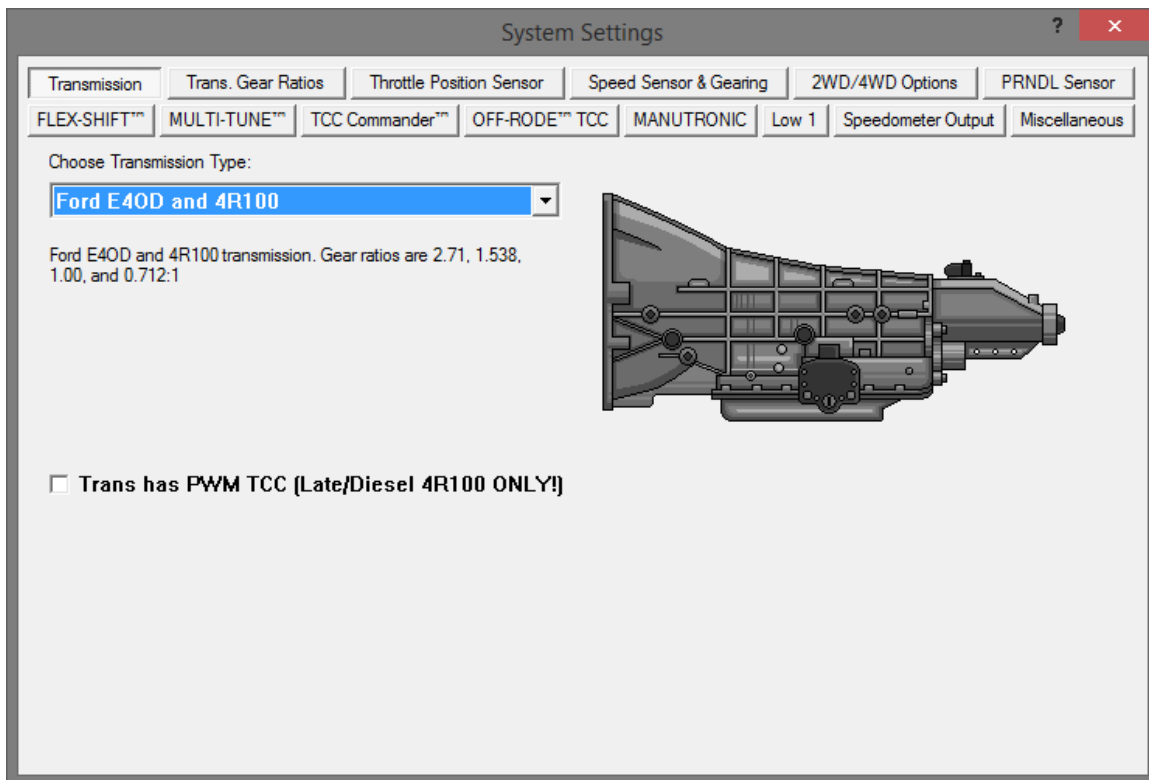 System Settings
?
Transmission
Trans. Gear Ratios
Throttle Position Sensor
Speed Sensor & Gearing
2WD/4WD Options
PRNDL Sensor
FLEX-SHIFT™
MULTI-TUNE™
TCC Commander™
OFF-RODE™ TCC
MANUTRONIC
Low 1
Speedometer Output
Miscellaneous
Choose Transmission Type:
Ford E4OD and 4R100
Ford E4OD and 4R100 transmission. Gear ratios are 2.71, 1.538,
1.00, and 0.712:1
Trans has PWM TCC (Late/Diesel 4R100 ONLY!)